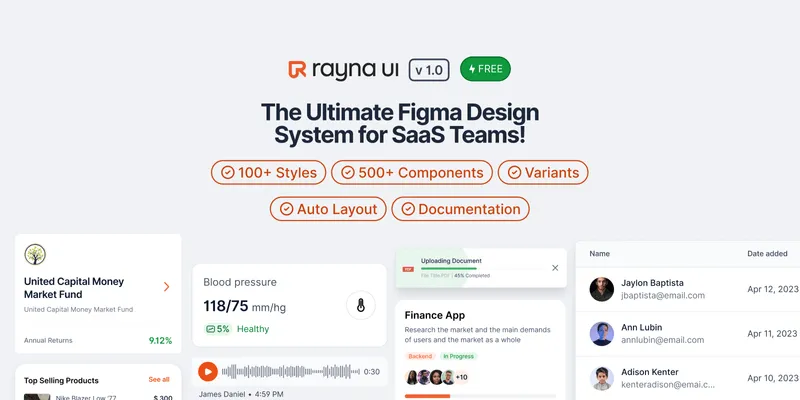 rayna UI
v 1.0
FREE
The Ultimate Figma Design
System for SaaS Teams!
100+ Styles
500+ Components
Variants
Auto Layout
Documentation
United Capital Money
Market Fund
United Capital Money Market Fund
Annual Returns
9.12%
Top Selling Products
See all
Nike Blazer Low '77
$ 300
Blood pressure
118/75 mm/hg
5%
Healthy
0:30
James Daniel • 4:59 PM
Uploading Document
PDF
File Title.PDF | 45% Completed
Finance App
Research the market and the main demands
of users and the market as a whole
Backend
In Progress
+10
Name
Date added
Jaylon Baptista
jbaptista@email.com
Apr 12, 2023
Ann Lubin
annlubin@email.com
Apr 11, 2023
Adison Kenter
kenteradison@emai.c...
Apr 10, 2023